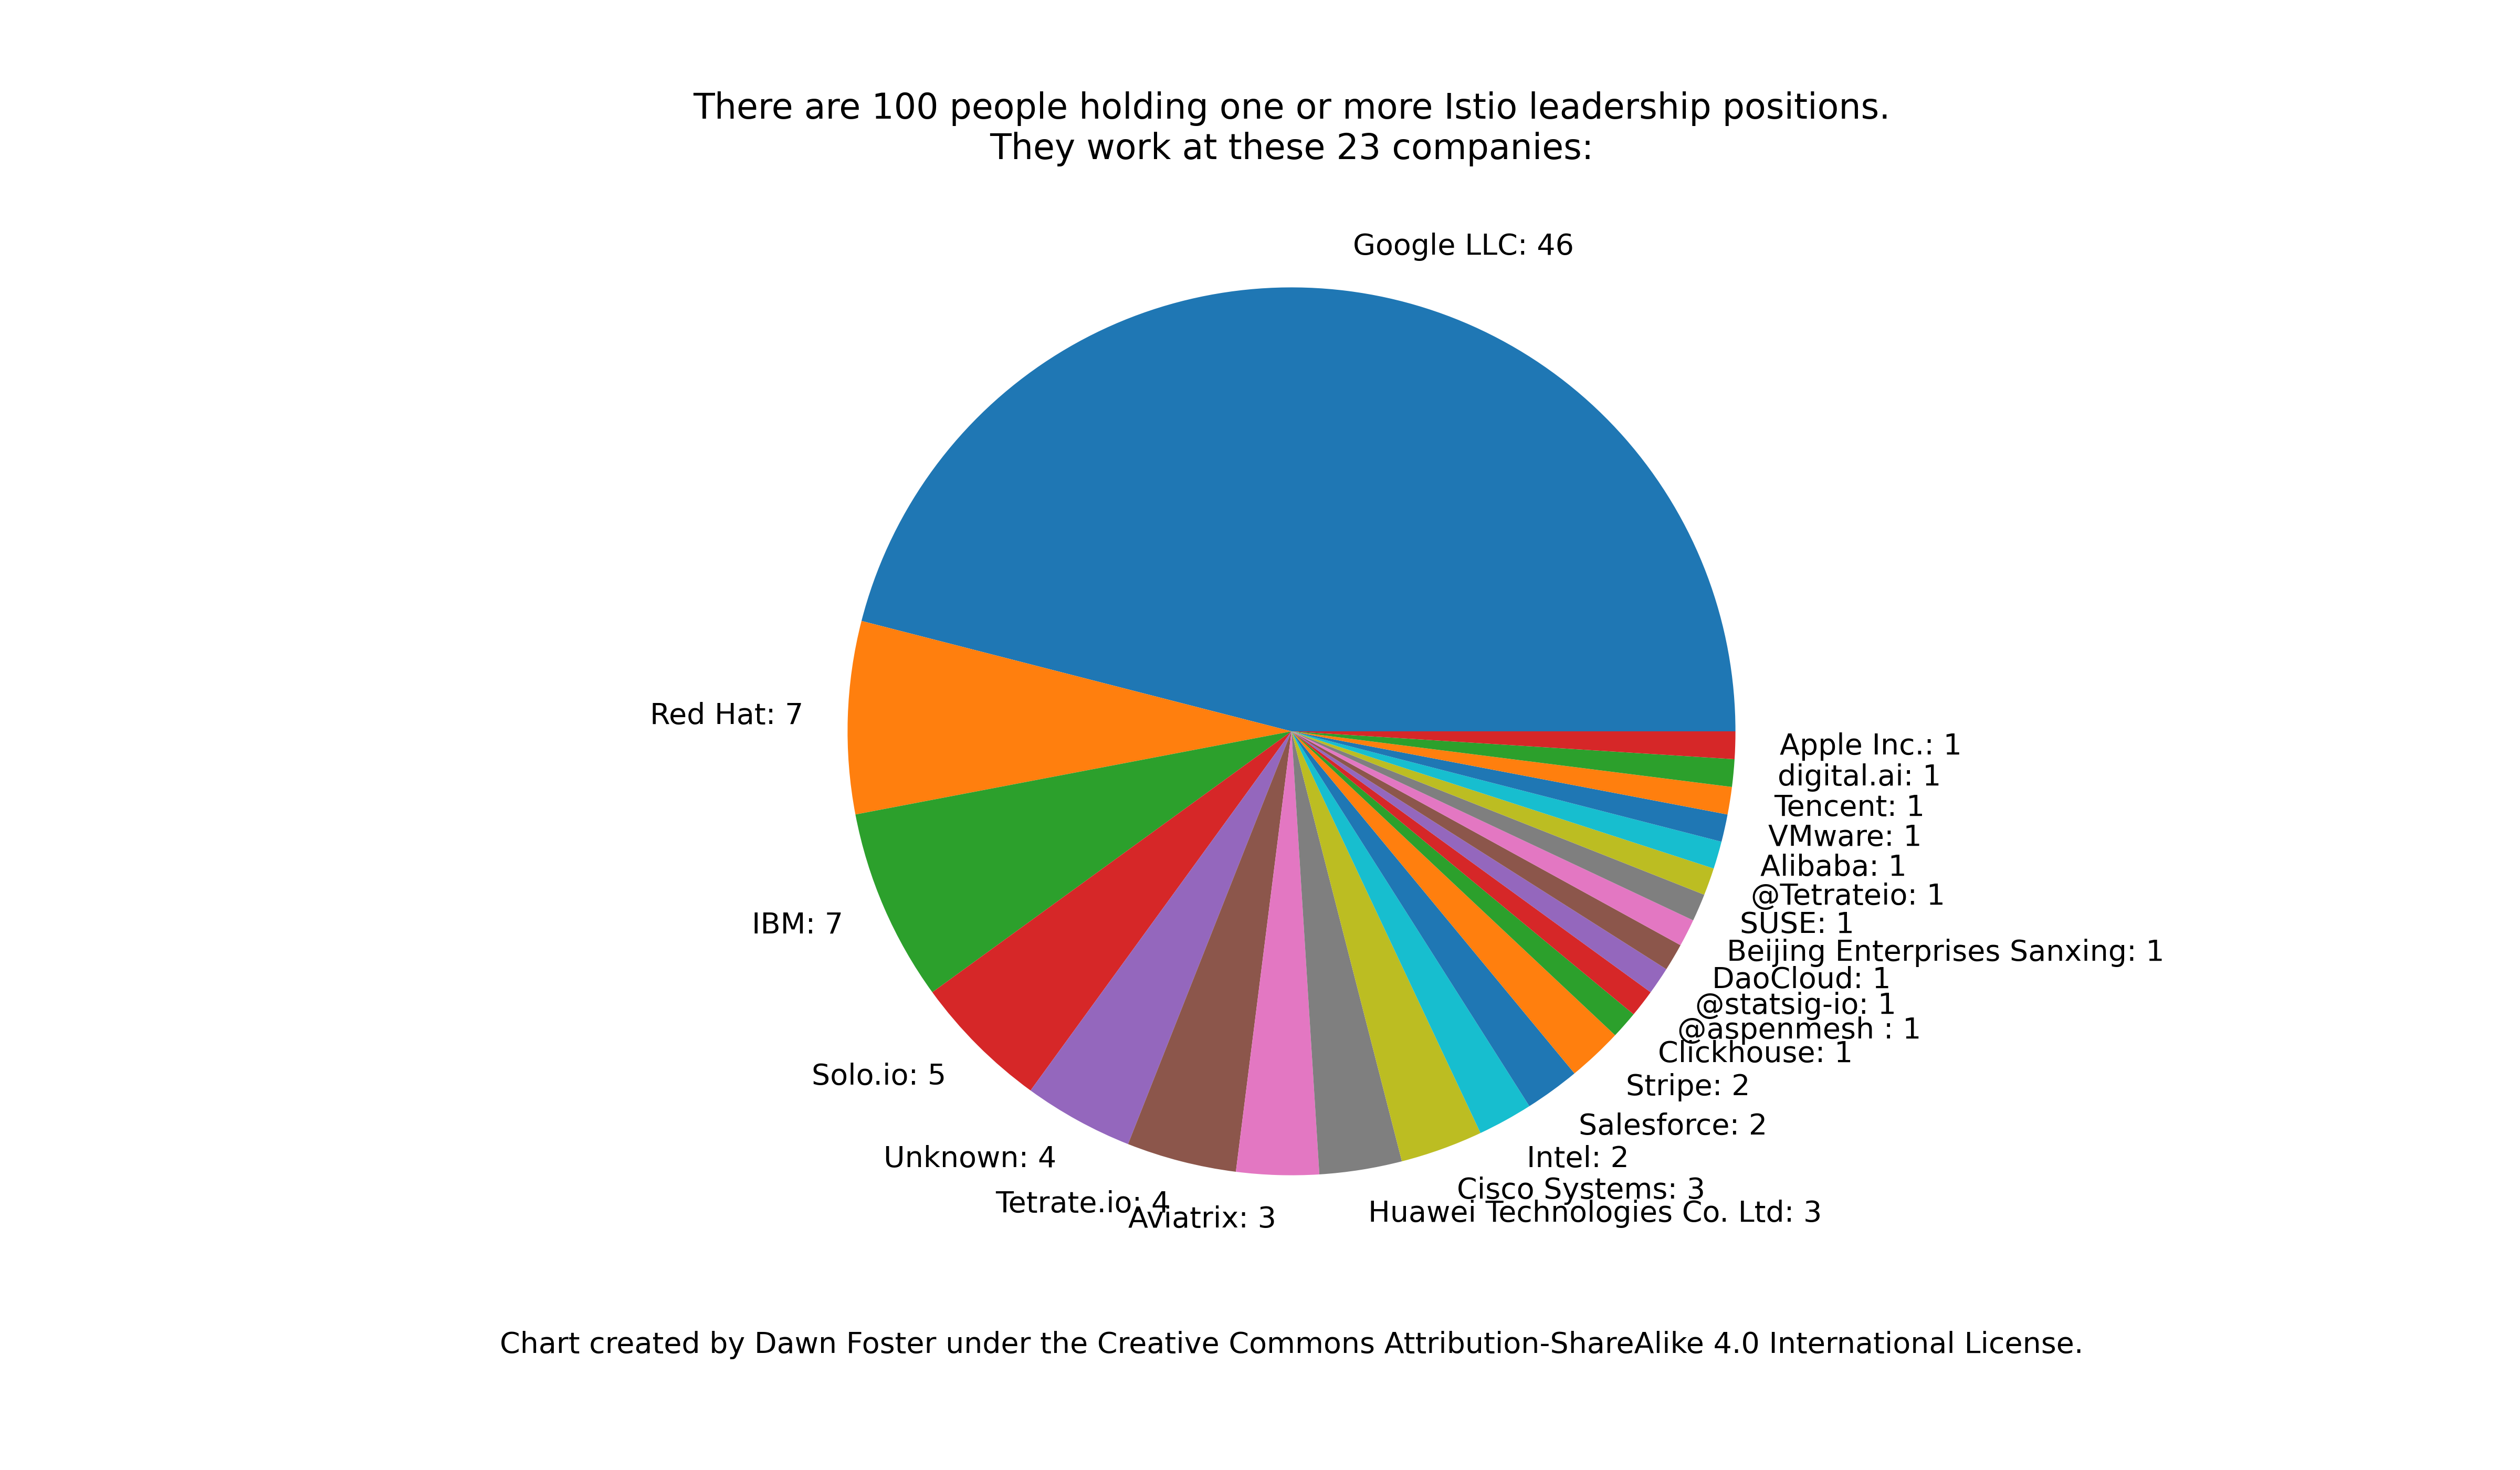 There are 100 people holding one or more Istio leadership positions.
They work at these 23 companies:
Google LLC: 46
Red Hat: 7
IBM: 7
Solo.io: 5
Unknown: 4
Tetrate.io: 4
Aviatrix: 3
Huawei Technologies Co. Ltd: 3
Cisco Systems: 3
Intel: 2
Salesforce: 2
Stripe: 2
Clickhouse: 1
@aspenmesh : 1
@statsig-io: 1
DaoCloud: 1
Beijing Enterprises Sanxing: 1
SUSE: 1
@Tetrateio: 1
Alibaba: 1
VMware: 1
Tencent: 1
digital.ai: 1
Apple Inc.: 1
Chart created by Dawn Foster under the Creative Commons Attribution-ShareAlike 4.0 International License.